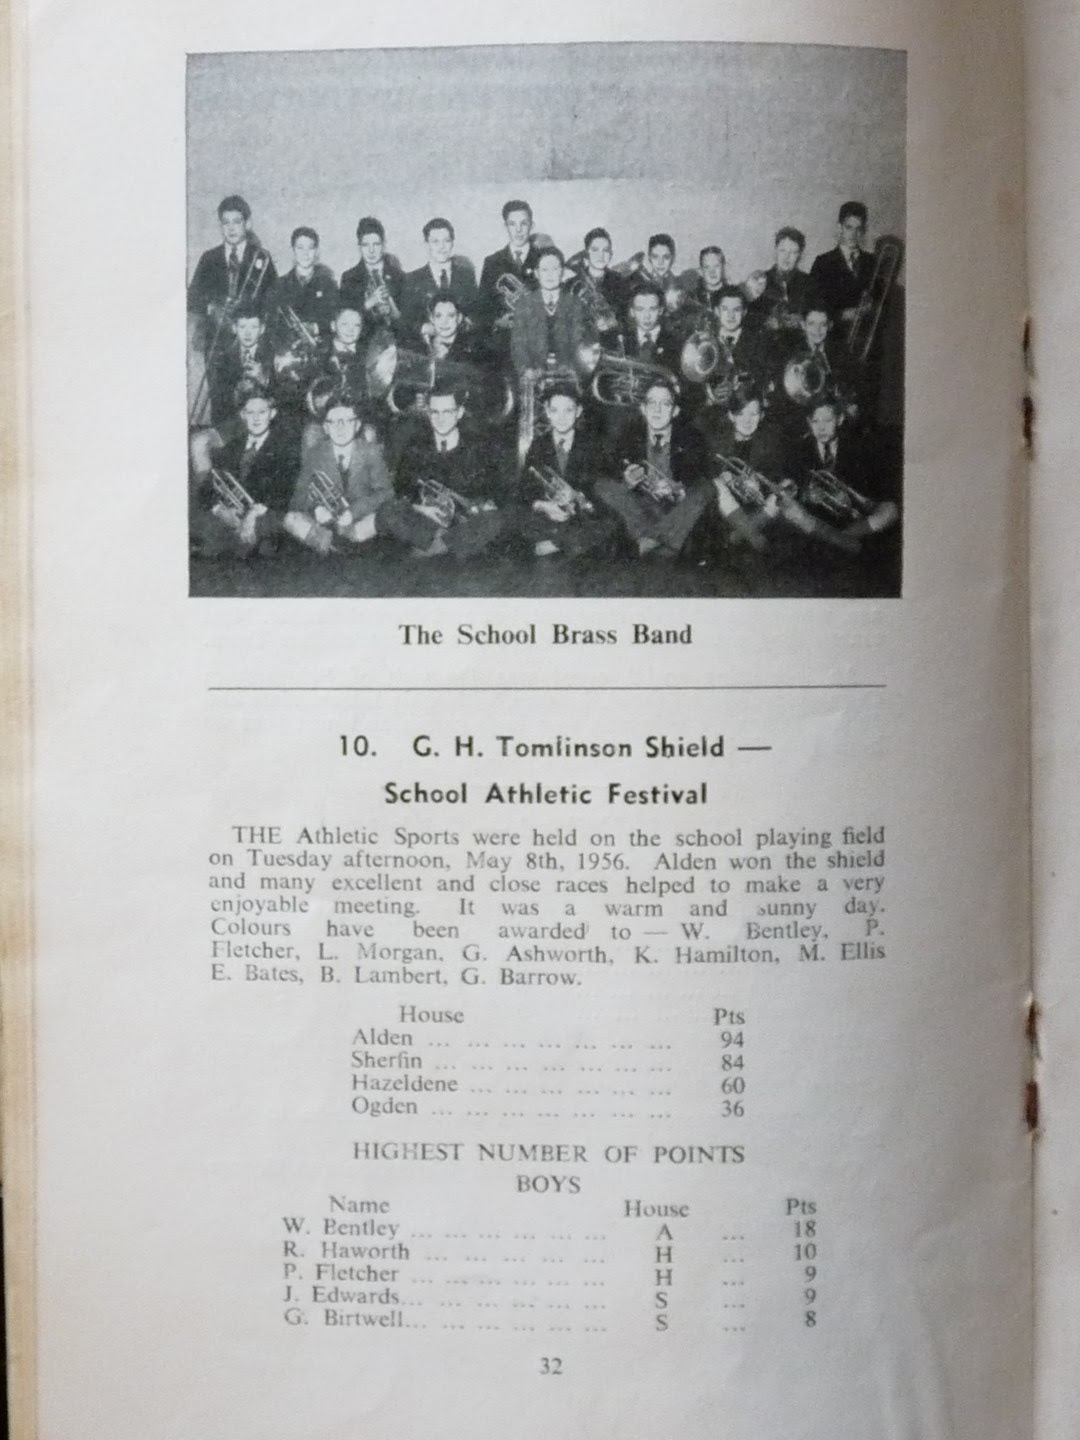 The School Brass Band
10. G. H. Tomlinson Shield —
School Athletic Festival
THE Athletic Sports were held on the school playing field
on Tuesday afternoon, May 8th, 1956. Alden won the shield
and many excellent and close races helped to make a very
enjoyable meeting. It was a warm and sunny day.
Colours have been awarded to — W. Bentley, P.
Fletcher, L. Morgan, G. Ashworth, K. Hamilton, M. Ellis
E. Bates, B. Lambert, G. Barrow.
House Pts
Alden ... ... ... ... ... ... ... 94
Sherfin ... ... ... ... ... ... ... 84
Hazeldene ... ... ... ... ... ... 60
Ogden ... ... ... ... ... ... ... 36
HIGHEST NUMBER OF POINTS
BOYS
Name House Pts
W. Bentley ... ... ... ... ... ... A ... 18
R. Haworth ... ... ... ... ... ... H ... 10
P. Fletcher ... ... ... ... ... ... H ... 9
J. Edwards... ... ... ... ... ... S ... 9
G. Birtwell... ... ... ... ... ... S ... 8
32